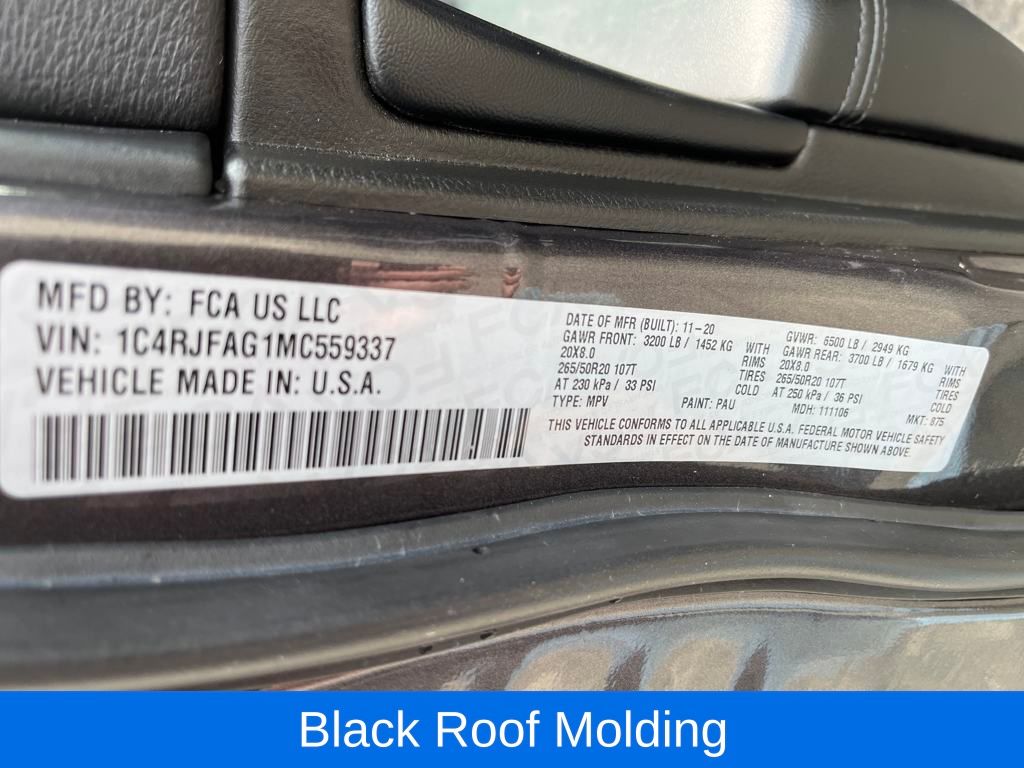 MFD BY: FCA US LLC
VIN: 1C4RJFAG1MC559337
VEHICLE MADE IN: U.S.A.
DATE OF MFR (BUILT): 11-20 GVWR: 6500 LB / 2949 KG
GAWR FRONT: 3200 LB / 1452 KG WITH GAWR REAR: 3700 LB / 1679 KG WITH
20X8.0 RIMS 20X8.0 RIMS
265/50R20 107T TIRES 265/50R20 107T TIRES
AT 230 kPa / 33 PSI COLD AT 250 kPa / 36 PSI COLD
TYPE: MPV PAINT: PAU MDH: 111106 MKT: 875
THIS VEHICLE CONFORMS TO ALL APPLICABLE U.S.A. FEDERAL MOTOR VEHICLE SAFETY
STANDARDS IN EFFECT ON THE DATE OF MANUFACTURE SHOWN ABOVE.
Black Roof Molding